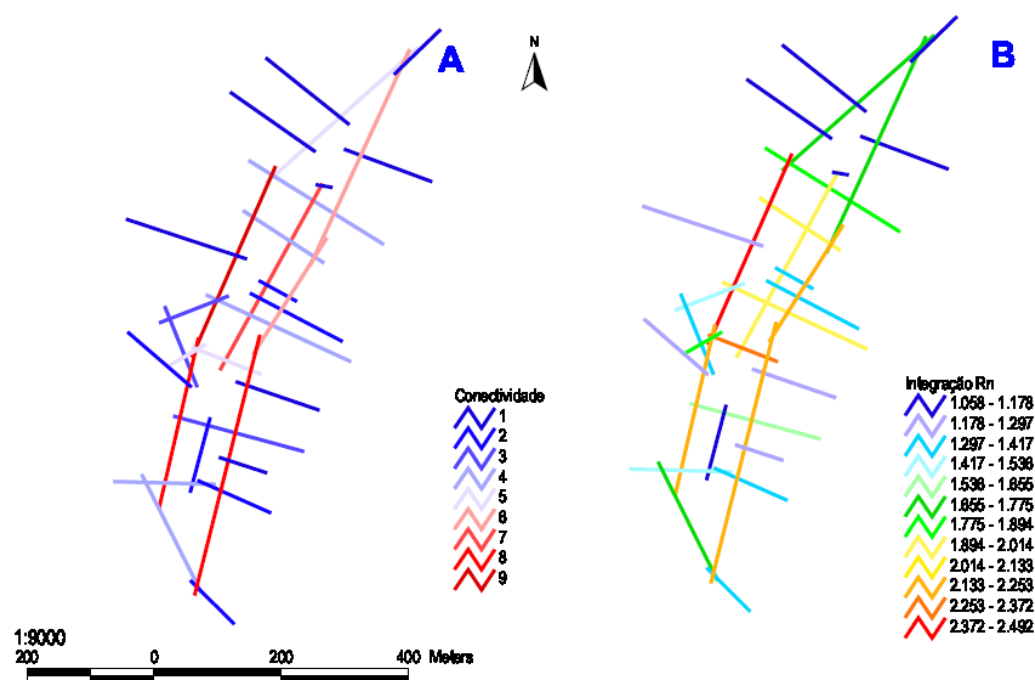 A
N
B
Conectividade
1
2
3
4
5
6
7
8
9
Integração Rn
1.058 - 1.178
1.178 - 1.297
1.297 - 1.417
1.417 - 1.536
1.536 - 1.655
1.655 - 1.775
1.775 - 1.894
1.894 - 2.014
2.014 - 2.133
2.133 - 2.253
2.253 - 2.372
2.372 - 2.492
1:9000
200 0 200 400 Meters